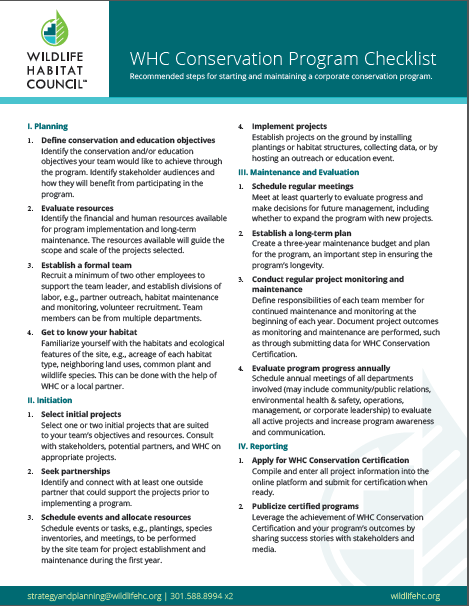 WILDLIFE
HABITAT
COUNCIL™
WHC Conservation Program Checklist
Recommended steps for starting and maintaining a corporate conservation program.
I. Planning
1. Define conservation and education objectives
Identify the conservation and/or education
objectives your team would like to achieve through
the program. Identify stakeholder audiences and
how they will benefit from participating in the
program.
2. Evaluate resources
Identify the financial and human resources available
for program implementation and long-term
maintenance. The resources available will guide the
scope and scale of the projects selected.
3. Establish a formal team
Recruit a minimum of two other employees to
support the team leader, and establish divisions of
labor, e.g., partner outreach, habitat maintenance
and monitoring, volunteer recruitment. Team
members can be from multiple departments.
4. Get to know your habitat
Familiarize yourself with the habitats and ecological
features of the site, e.g., acreage of each habitat
type, neighboring land uses, common plant and
wildlife species. This can be done with the help of
WHC or a local partner.
II. Initiation
1. Select initial projects
Select one or two initial projects that are suited
to your team's objectives and resources. Consult
with stakeholders, potential partners, and WHC on
appropriate projects.
2. Seek partnerships
Identify and connect with at least one outside
partner that could support the projects prior to
implementing a program.
3. Schedule events and allocate resources
Schedule events or tasks, e.g., plantings, species
inventories, and meetings, to be performed
by the site team for project establishment and
maintenance during the first year.
4. Implement projects
Establish projects on the ground by installing
plantings or habitat structures, collecting data, or by
hosting an outreach or education event.
III. Maintenance and Evaluation
1. Schedule regular meetings
Meet at least quarterly to evaluate progress and
make decisions for future management, including
whether to expand the program with new projects.
2. Establish a long-term plan
Create a three-year maintenance budget and plan
for the program, an important step in ensuring the
program's longevity.
3. Conduct regular project monitoring and
maintenance
Define responsibilities of each team member for
continued maintenance and monitoring at the
beginning of each year. Document project outcomes
as monitoring and maintenance are performed, such
as through submitting data for WHC Conservation
Certification.
4. Evaluate program progress annually
Schedule annual meetings of all departments
involved (may include community/public relations,
environmental health & safety, operations,
management, or corporate leadership) to evaluate
all active projects and increase program awareness
and communication.
IV. Reporting
1. Apply for WHC Conservation Certification
Compile and enter all project information into the
online platform and submit for certification when
ready.
2. Publicize certified programs
Leverage the achievement of WHC Conservation
Certification and your program's outcomes by
sharing success stories with stakeholders and
media.
strategyandplanning@wildlifehc.org | 301.588.8994 x2
wildlifehc.org